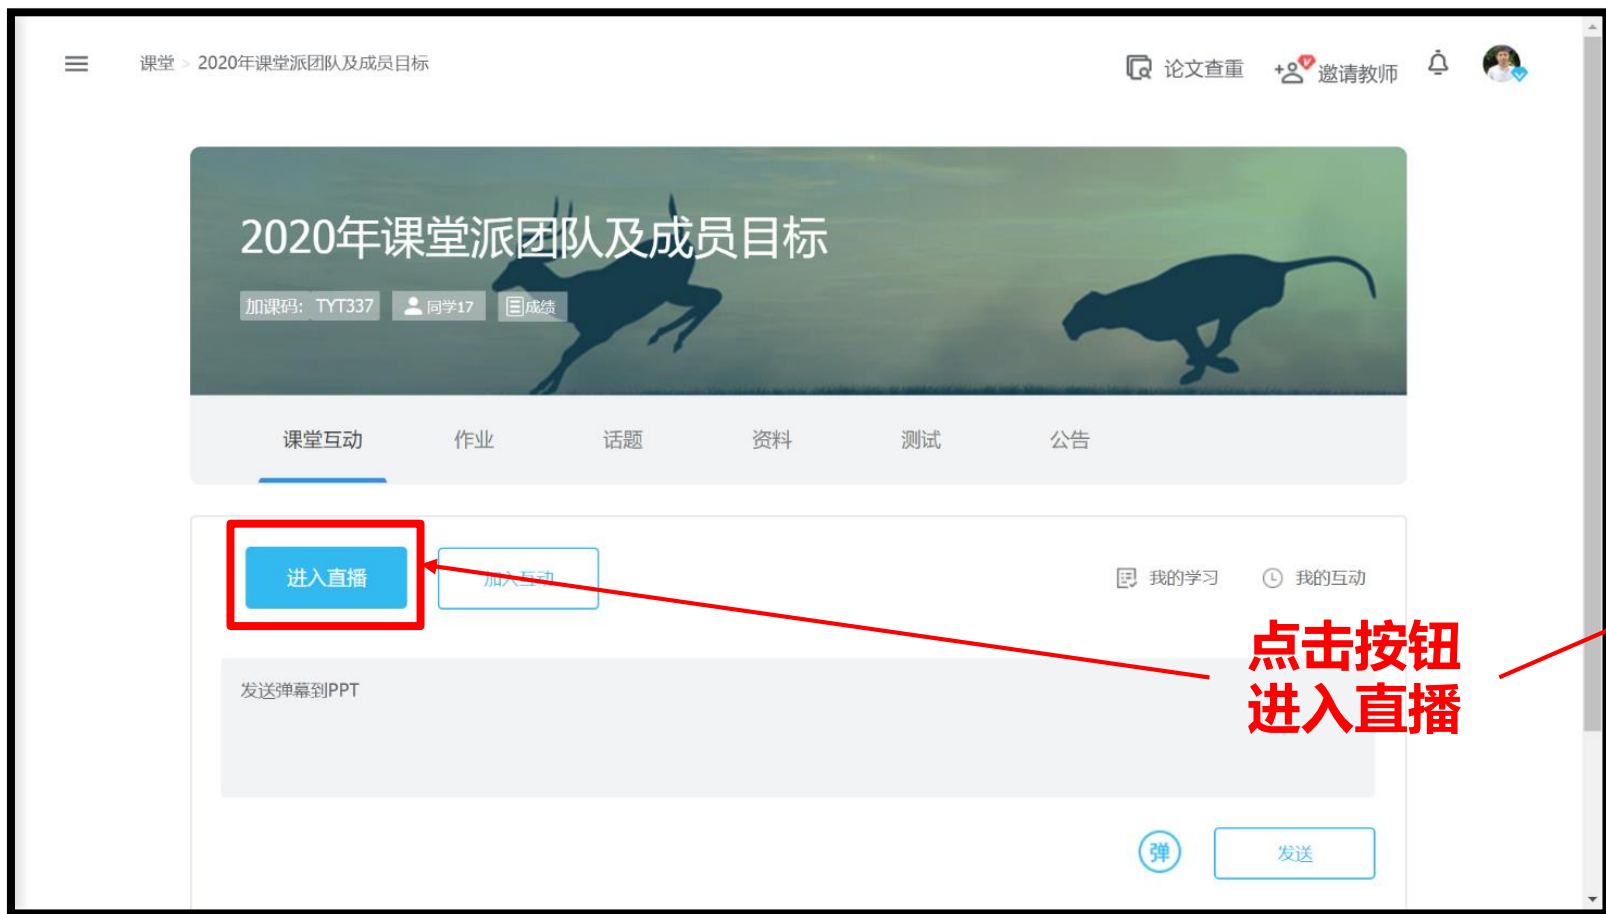 课堂 > 2020年课堂派团队及成员目标
论文查重
邀请教师
2020年课堂派团队及成员目标
加课码: TYT337
同学17
成绩
课堂互动
作业
话题
资料
测试
公告
进入直播
加入互动
我的学习
我的互动
点击按钮
进入直播
发送弹幕到PPT
弹
发送